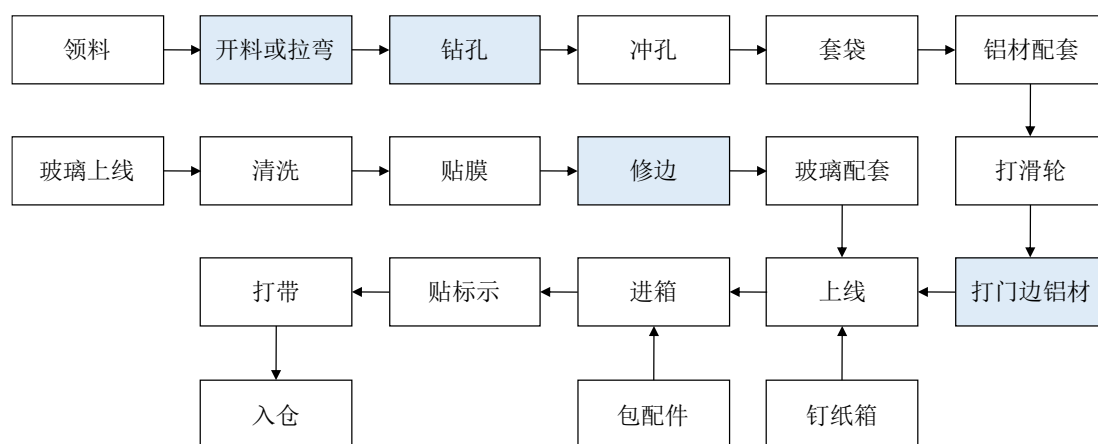 领料
开料或拉弯
钻孔
冲孔
套袋
铝材配套
玻璃上线
清洗
贴膜
修边
玻璃配套
打滑轮
打带
贴标示
进箱
上线
打门边铝材
入仓
包配件
钉纸箱